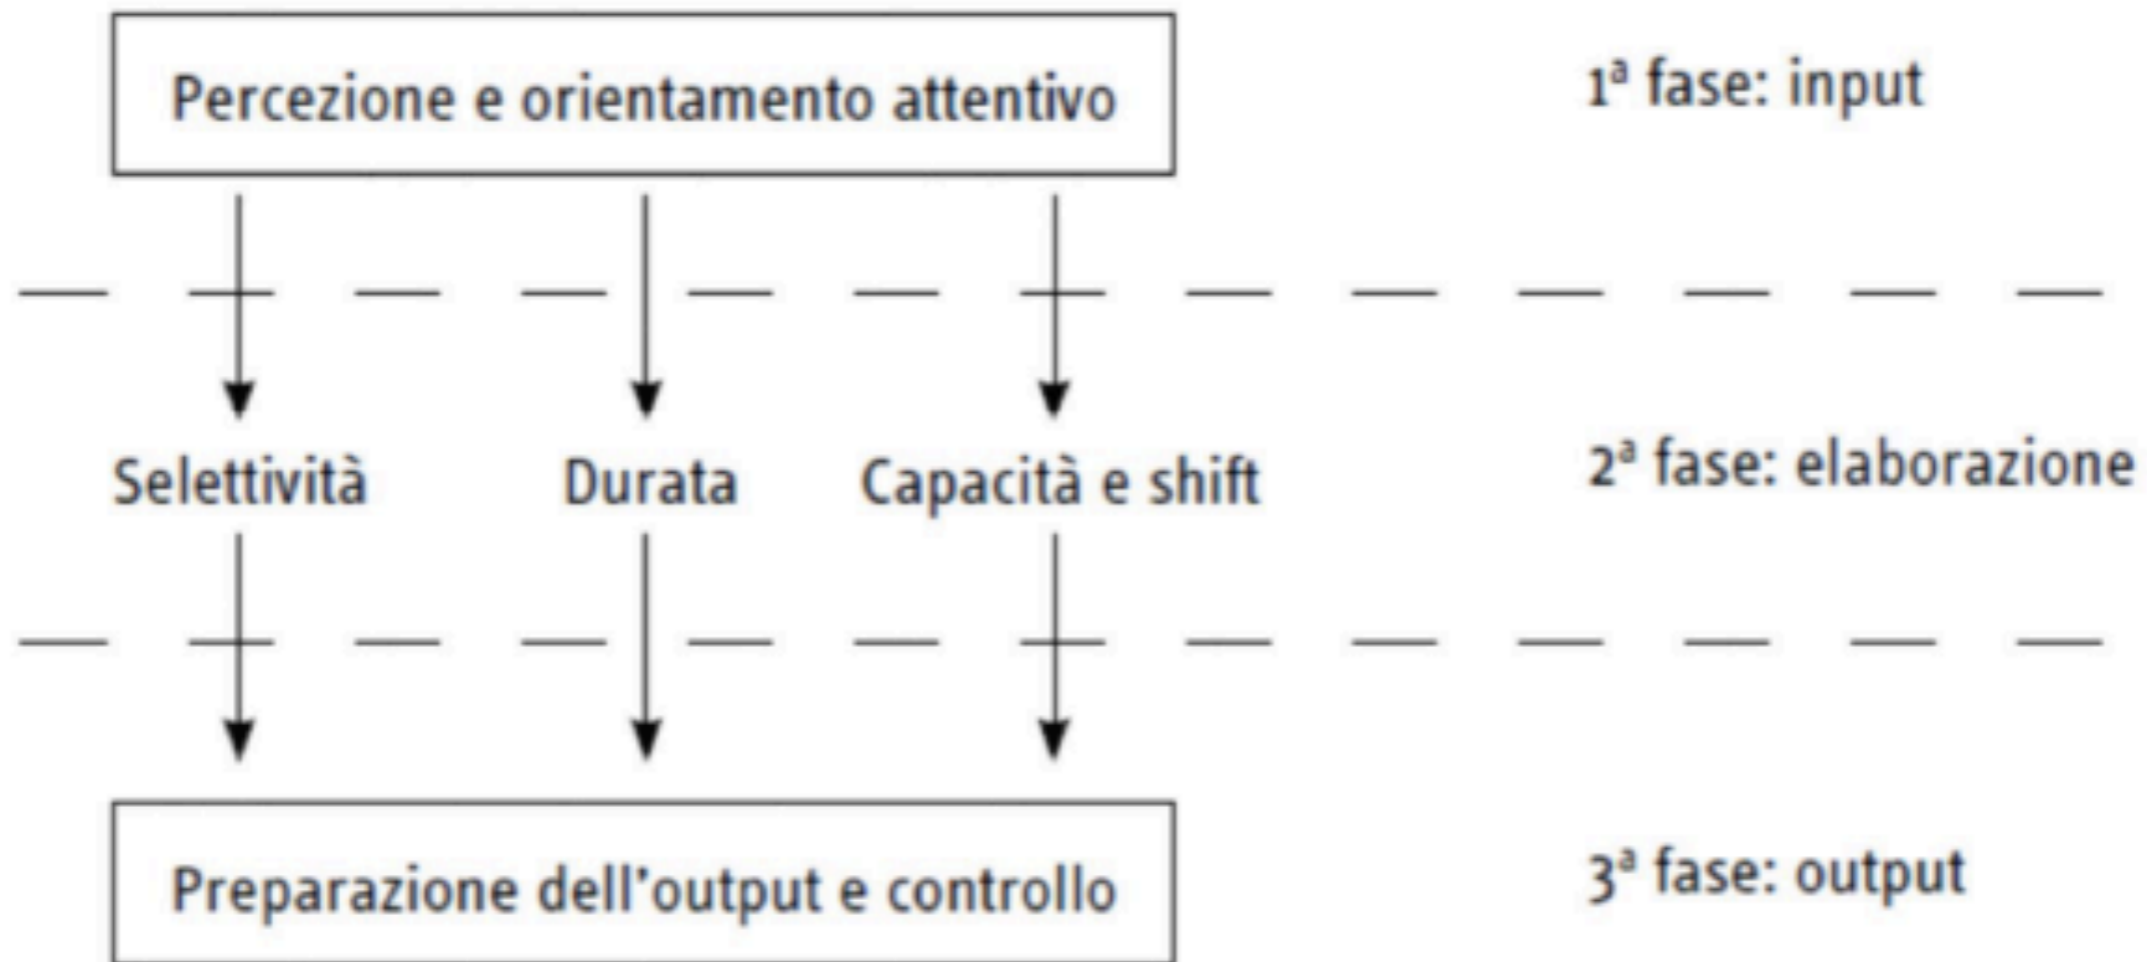 Percezione e orientamento attentivo
1ª fase: input
Selettività
Durata
Capacità e shift
2ª fase: elaborazione
Preparazione dell'output e controllo
3ª fase: output